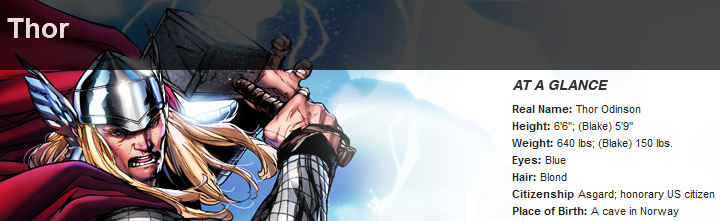 Thor
AT A GLANCE
Real Name: Thor Odinson
Height: 6'6"; (Blake) 5'9"
Weight: 640 lbs; (Blake) 150 lbs.
Eyes: Blue
Hair: Blond
Citizenship Asgard; honorary US citizen
Place of Birth: A cave in Norway